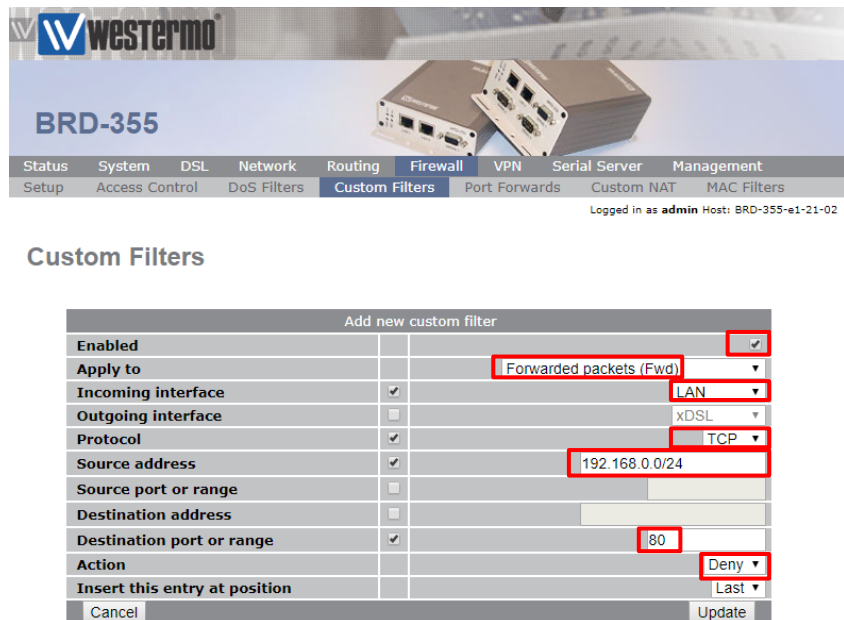 westermo
BRD-355
Status System DSL Network Routing Firewall VPN Serial Server Management
Setup Access Control DoS Filters Custom Filters Port Forwards Custom NAT MAC Filters
Logged in as admin Host: BRD-355-e1-21-02
Custom Filters
Add new custom filter
Enabled
Apply to Forwarded packets (Fwd)
Incoming interface LAN
Outgoing interface xDSL
Protocol TCP
Source address 192.168.0.0/24
Source port or range
Destination address
Destination port or range 80
Action Deny
Insert this entry at position Last
Cancel Update